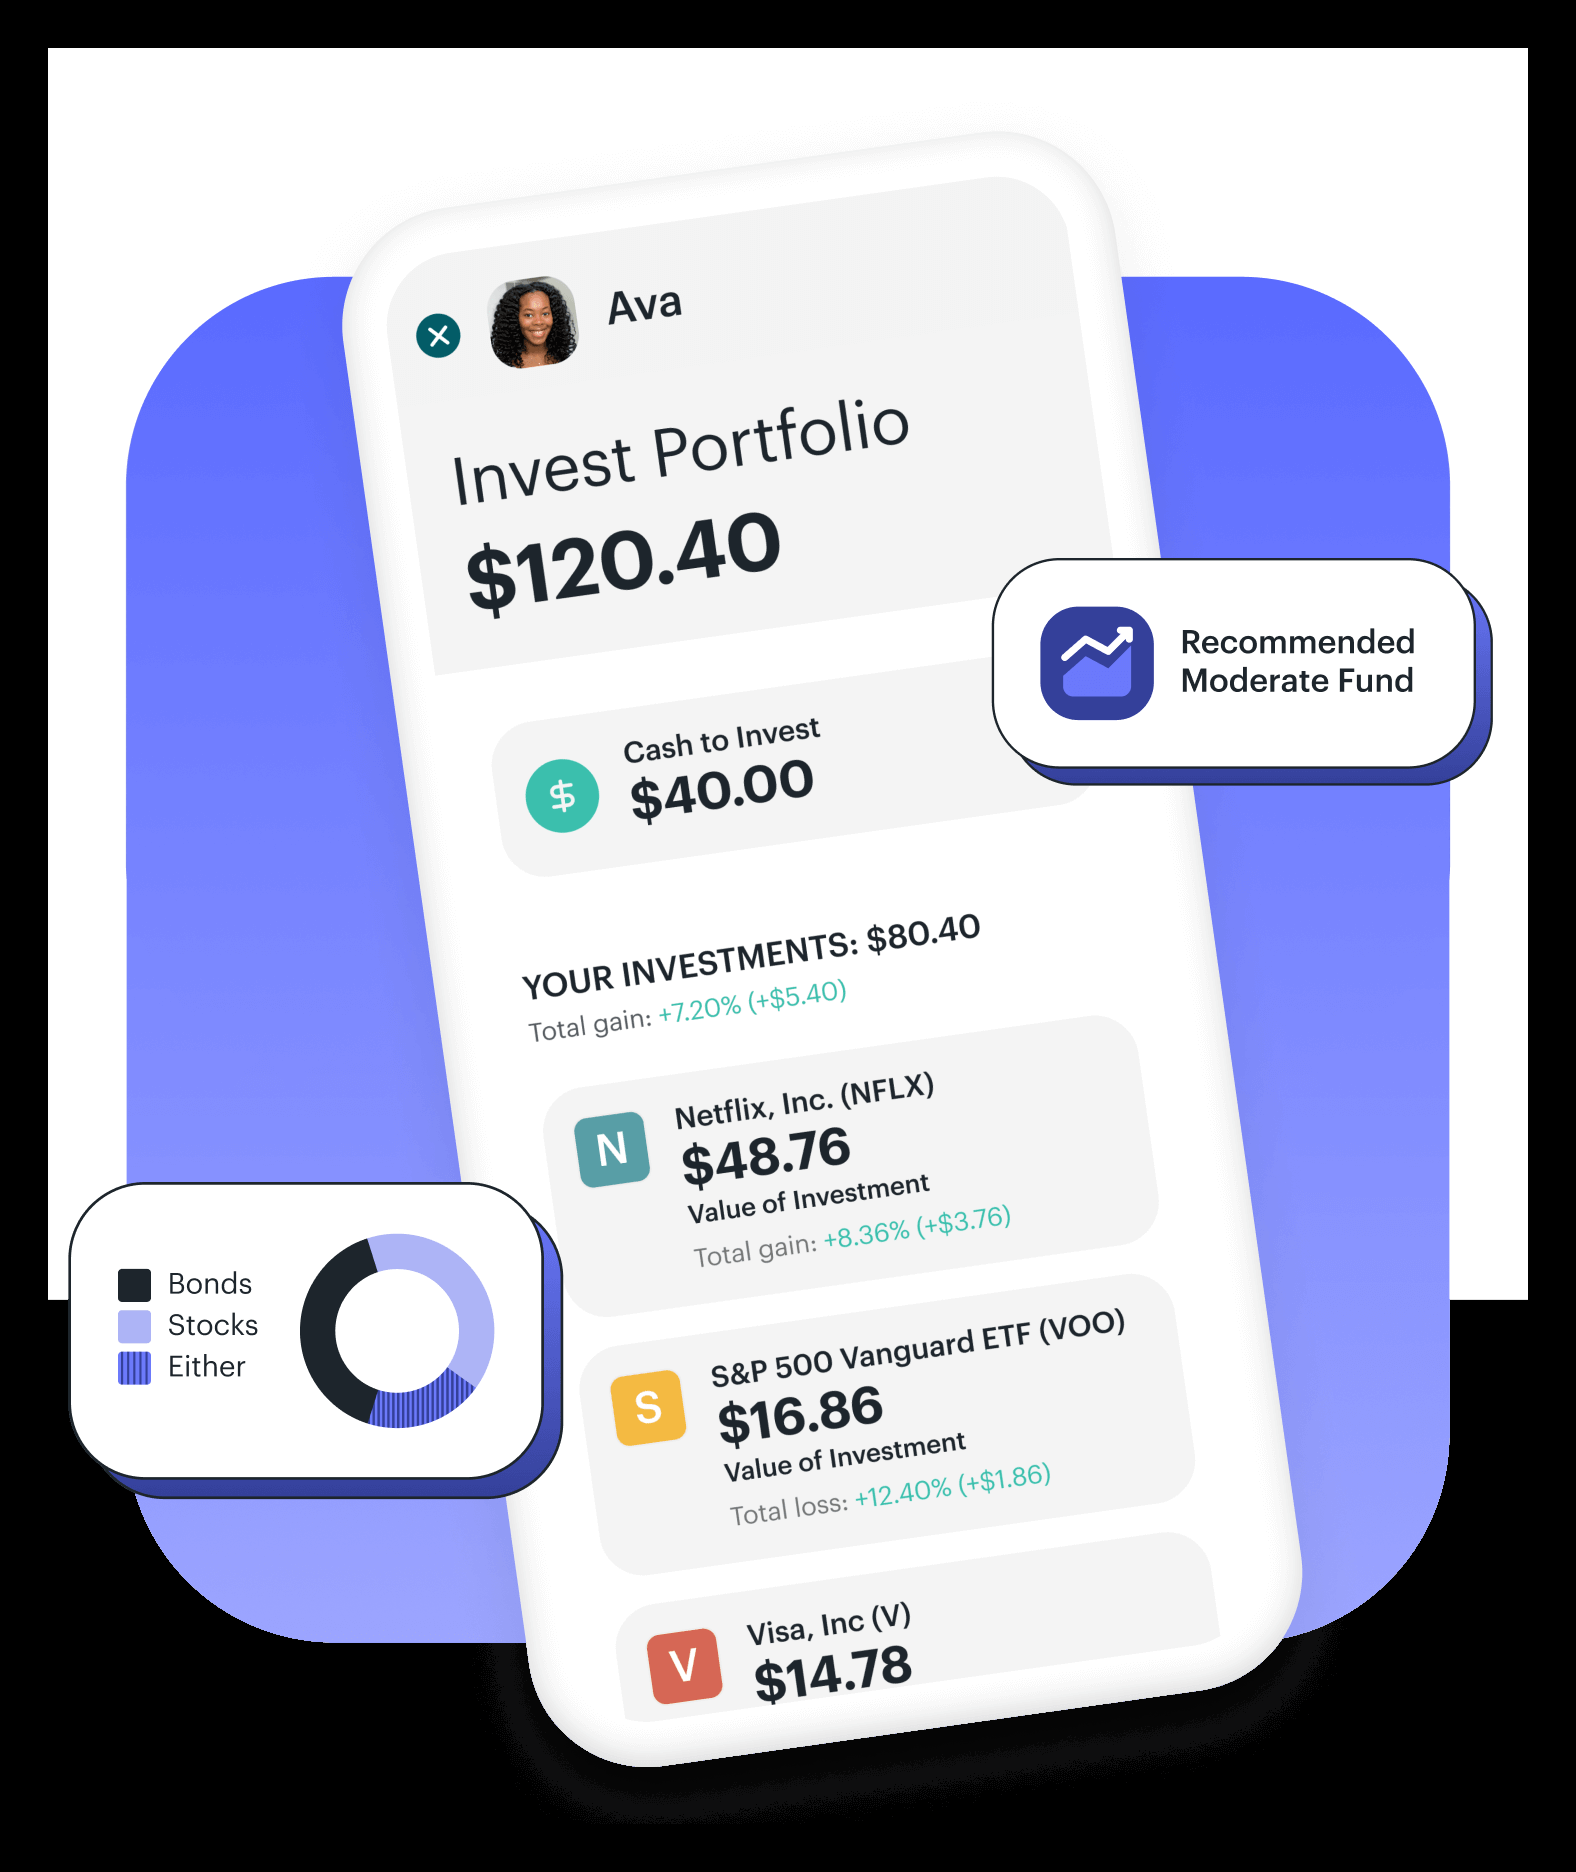 Ava
Invest Portfolio
$120.40
Recommended
Moderate Fund
$
Cash to Invest
$40.00
YOUR INVESTMENTS: $80.40
Total gain: +7.20% (+$5.40)
N
Netflix, Inc. (NFLX)
$48.76
Value of Investment
Total gain: +8.36% (+$3.76)
Bonds
Stocks
Either
S
S&P 500 Vanguard ETF (VOO)
$16.86
Value of Investment
Total loss: +12.40% (+$1.86)
V
Visa, Inc (V)
$14.78